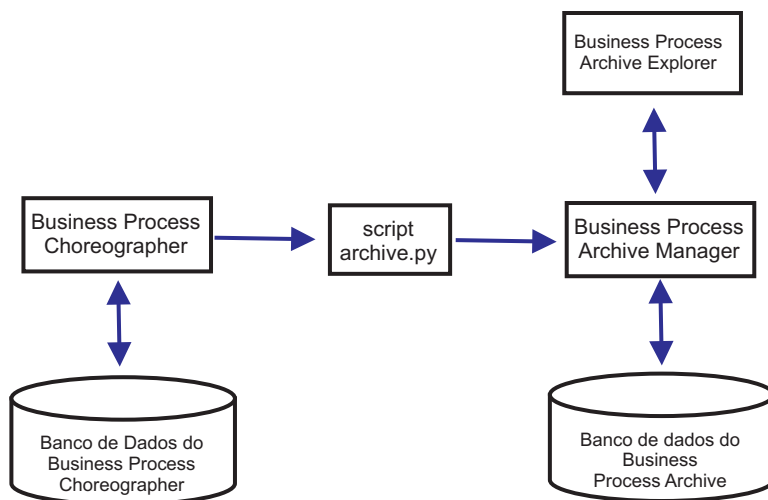 Business Process
Archive Explorer
Business Process
Choreographer
script
archive.py
Business Process
Archive Manager
Banco de Dados do
Business Process
Choreographer
Banco de dados do
Business
Process Archive